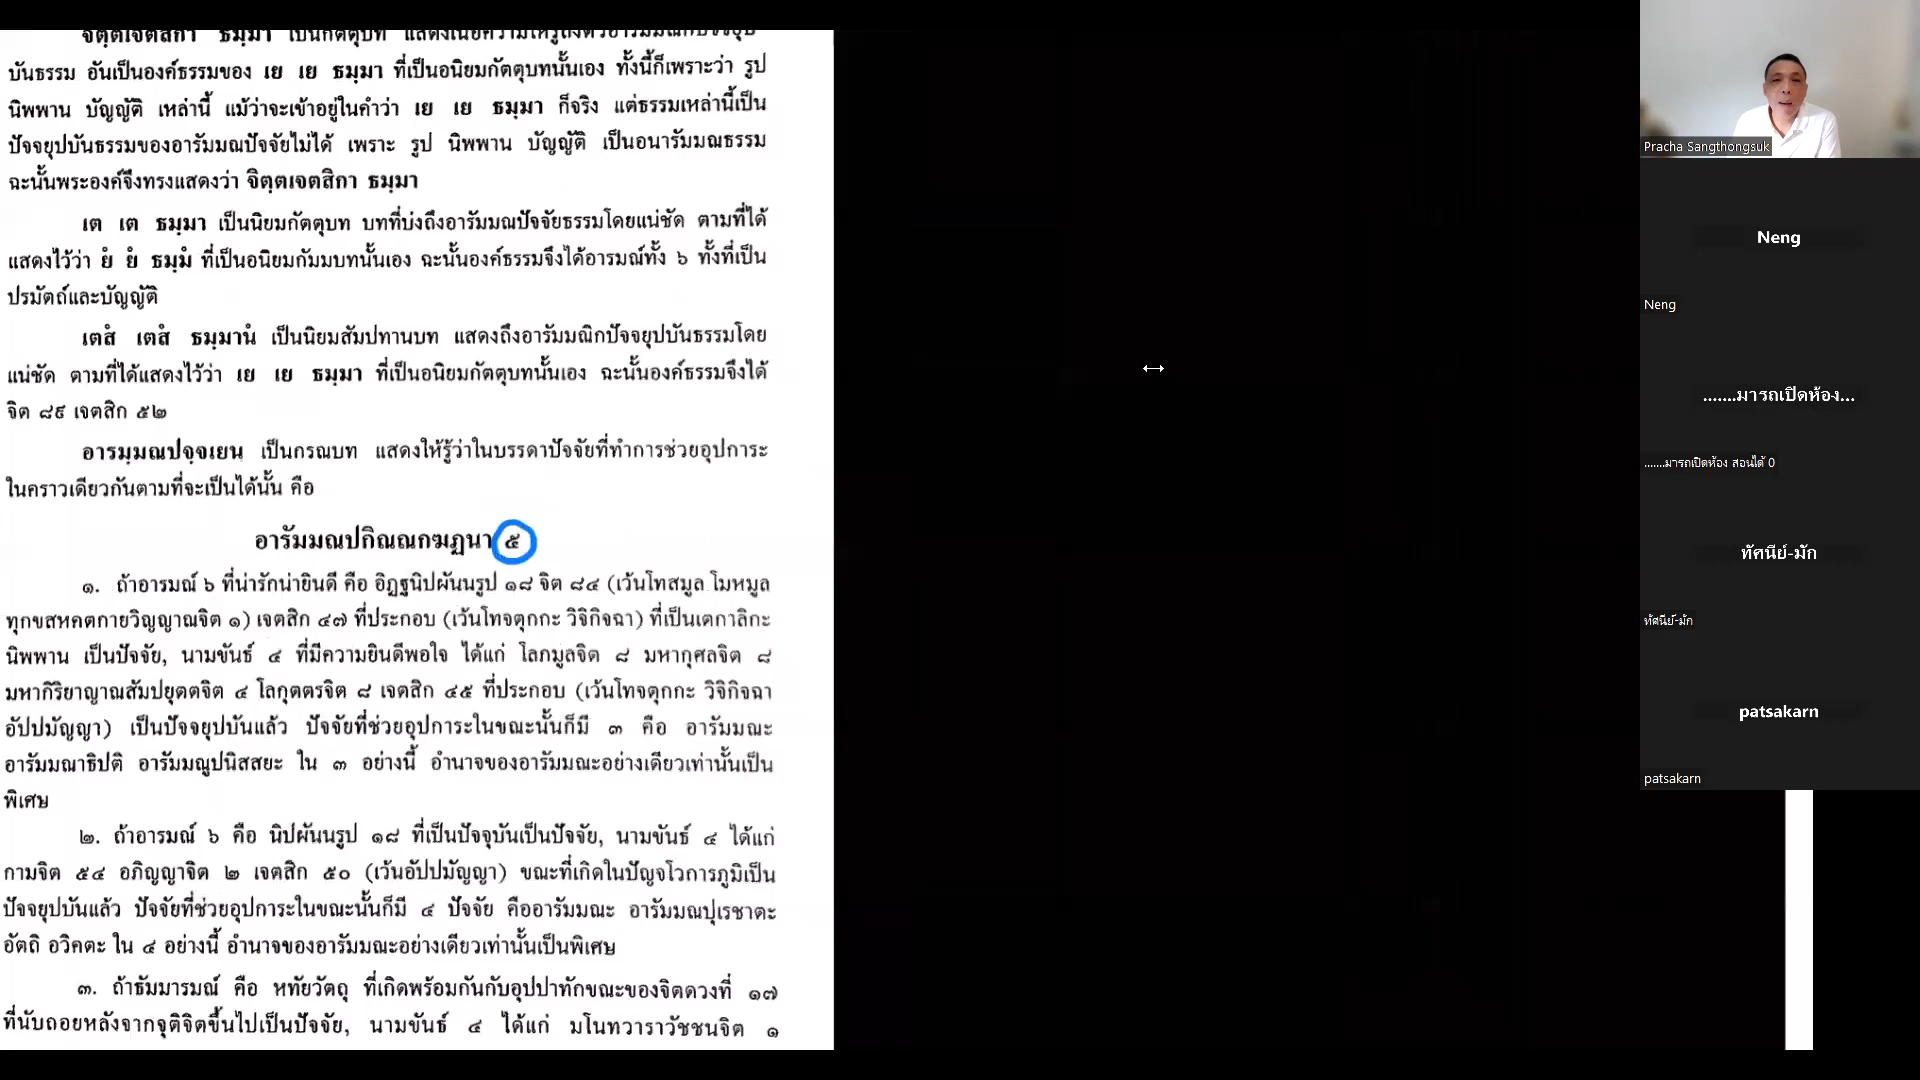 จิตฺตเจตสิกา ธมฺมา เป็นกัตตุบท
บันธรรม อันเป็นองค์ธรรมของ เย เย ธมฺมา ที่เป็นอนิยมกัตตุบทนั้นเอง ทั้งนี้ก็เพราะว่า รูป
นิพพาน บัญญัติ เหล่านี้ แม้ว่าจะเข้าอยู่ในคำว่า เย เย ธมฺมา ก็จริง แต่ธรรมเหล่านี้เป็น
ปัจจยุปบันธรรมของอารัมมณปัจจัยไม่ได้ เพราะ รูป นิพพาน บัญญัติ เป็นอนารัมมณธรรม
ฉะนั้นพระองค์จึงทรงแสดงว่า จิตฺตเจตสิกา ธมฺมา
เต เต ธมฺมา เป็นนิยมกัตตุบท บทที่บ่งถึงอารัมมณปัจจัยธรรมโดยแน่ชัด ตามที่ได้
แสดงไว้ว่า ยํ ยํ ธมฺมํ ที่เป็นอนิยมกัมมบทนั้นเอง ฉะนั้นองค์ธรรมจึงได้อารมณ์ทั้ง ๖ ทั้งที่เป็น
ปรมัตถ์และบัญญัติ
เตสํ เตสํ ธมฺมานํ เป็นนิยมสัมปทานบท แสดงถึงอารัมมณิกปัจจยุปบันธรรมโดย
แน่ชัด ตามที่ได้แสดงไว้ว่า เย เย ธมฺมา ที่เป็นอนิยมกัตตุบทนั้นเอง ฉะนั้นองค์ธรรมจึงได้
จิต ๘๙ เจตสิก ๕๒
อารมฺมณปจฺจเยน เป็นกรณบท แสดงให้รู้ว่าในบรรดาปัจจัยที่ทำการช่วยอุปการะ
ในคราวเดียวกันตามที่จะเป็นได้นั้น คือ
อารัมมณปกิณณกฆฏนา ๕
๑. ถ้าอารมณ์ ๖ ที่น่ารักน่ายินดี คือ อิฏฐนิปผันนรูป ๑๘ จิต ๘๔ (เว้นโทสมูล โมหมูล
ทุกขสหคตกายวิญญาณจิต ๑) เจตสิก ๔๗ ที่ประกอบ (เว้นโทจตุกกะ วิจิกิจฉา) ที่เป็นเตกาลิกะ
นิพพาน เป็นปัจจัย, นามขันธ์ ๔ ที่มีความยินดีพอใจ ได้แก่ โลภมูลจิต ๘ มหากุศลจิต ๘
มหากิริยาญาณสัมปยุตตจิต ๔ โลกุตตรจิต ๘ เจตสิก ๔๕ ที่ประกอบ (เว้นโทจตุกกะ วิจิกิจฉา
อัปปมัญญา) เป็นปัจจยุปบันแล้ว ปัจจัยที่ช่วยอุปการะในขณะนั้นก็มี ๓ คือ อารัมมณะ
อารัมมณาธิปติ อารัมมณูปนิสสยะ ใน ๓ อย่างนี้ อำนาจของอารัมมณะอย่างเดียวเท่านั้นเป็น
พิเศษ
๒. ถ้าอารมณ์ ๖ คือ นิปผันนรูป ๑๘ ที่เป็นปัจจุบันเป็นปัจจัย, นามขันธ์ ๔ ได้แก่
กามจิต ๕๔ อภิญญาจิต ๒ เจตสิก ๕๐ (เว้นอัปปมัญญา) ขณะที่เกิดในปัญจโวการภูมิเป็น
ปัจจยุปบันแล้ว ปัจจัยที่ช่วยอุปการะในขณะนั้นก็มี ๔ ปัจจัย คืออารัมมณะ อารัมมณปุเรชาตะ
อัตถิ อวิคตะ ใน ๔ อย่างนี้ อำนาจของอารัมมณะอย่างเดียวเท่านั้นเป็นพิเศษ
๓. ถ้าธัมมารมณ์ คือ หทัยวัตถุ ที่เกิดพร้อมกันกับอุปปาทักขณะของจิตดวงที่ ๑๗
ที่นับถอยหลังจากจุติจิตขึ้นไปเป็นปัจจัย, นามขันธ์ ๔ ได้แก่ มโนทวาราวัชชนจิต ๑
Pracha Sangthongsuk
Neng
Neng
.......มารถเปิดห้อง...
.......มารถเปิดห้อง สอนได้ 0
ทัศนีย์-มัก
ทัศนีย์-มัก
patsakarn
patsakarn